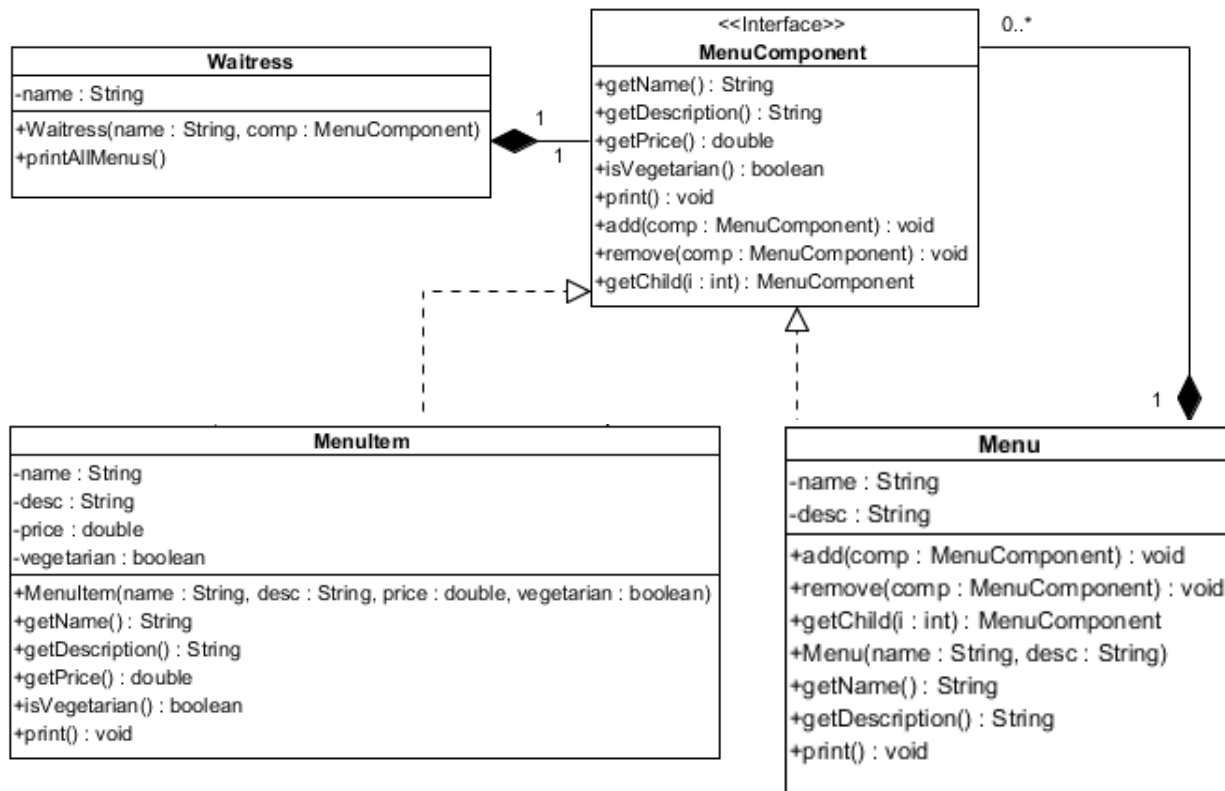 Waitress
-name : String
+Waitress(name : String, comp : MenuComponent)
+printAllMenus()
1
1
<<Interface>>
MenuComponent
+getName() : String
+getDescription() : String
+getPrice() : double
+isVegetarian() : boolean
+print() : void
+add(comp : MenuComponent) : void
+remove(comp : MenuComponent) : void
+getChild(i : int) : MenuComponent
0..*
1
MenuItem
-name : String
-desc : String
-price : double
-vegetarian : boolean
+MenuItem(name : String, desc : String, price : double, vegetarian : boolean)
+getName() : String
+getDescription() : String
+getPrice() : double
+isVegetarian() : boolean
+print() : void
Menu
-name : String
-desc : String
+add(comp : MenuComponent) : void
+remove(comp : MenuComponent) : void
+getChild(i : int) : MenuComponent
+Menu(name : String, desc : String)
+getName() : String
+getDescription() : String
+print() : void